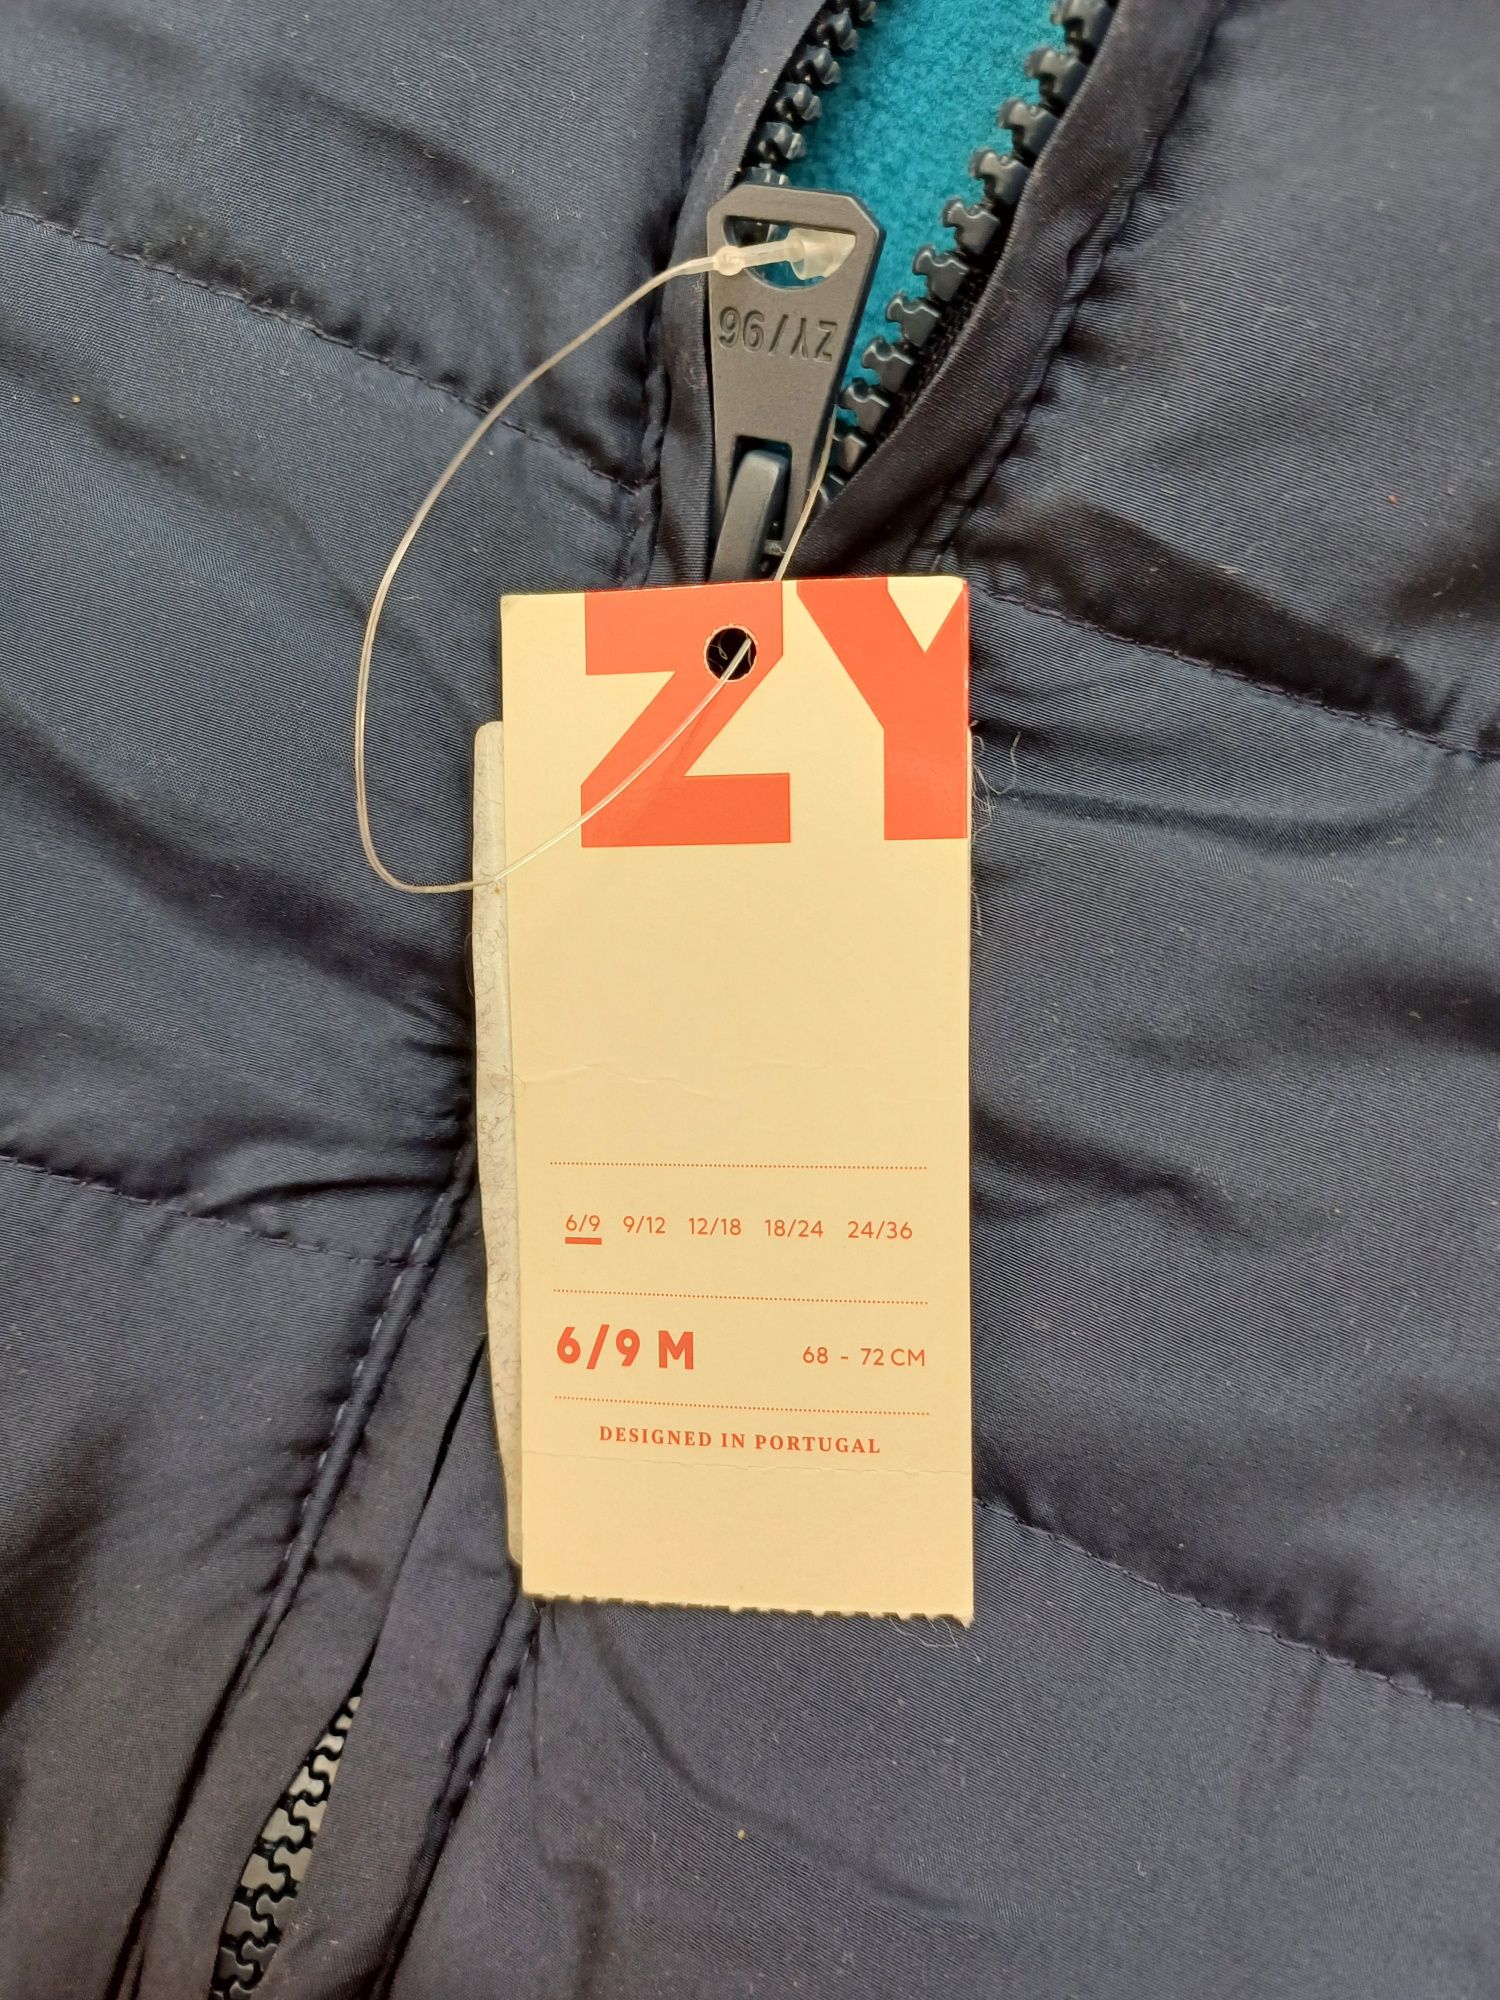 ZY/96
ZY
6/9 9/12 12/18 18/24 24/36
6/9 M 68 - 72 CM
DESIGNED IN PORTUGAL